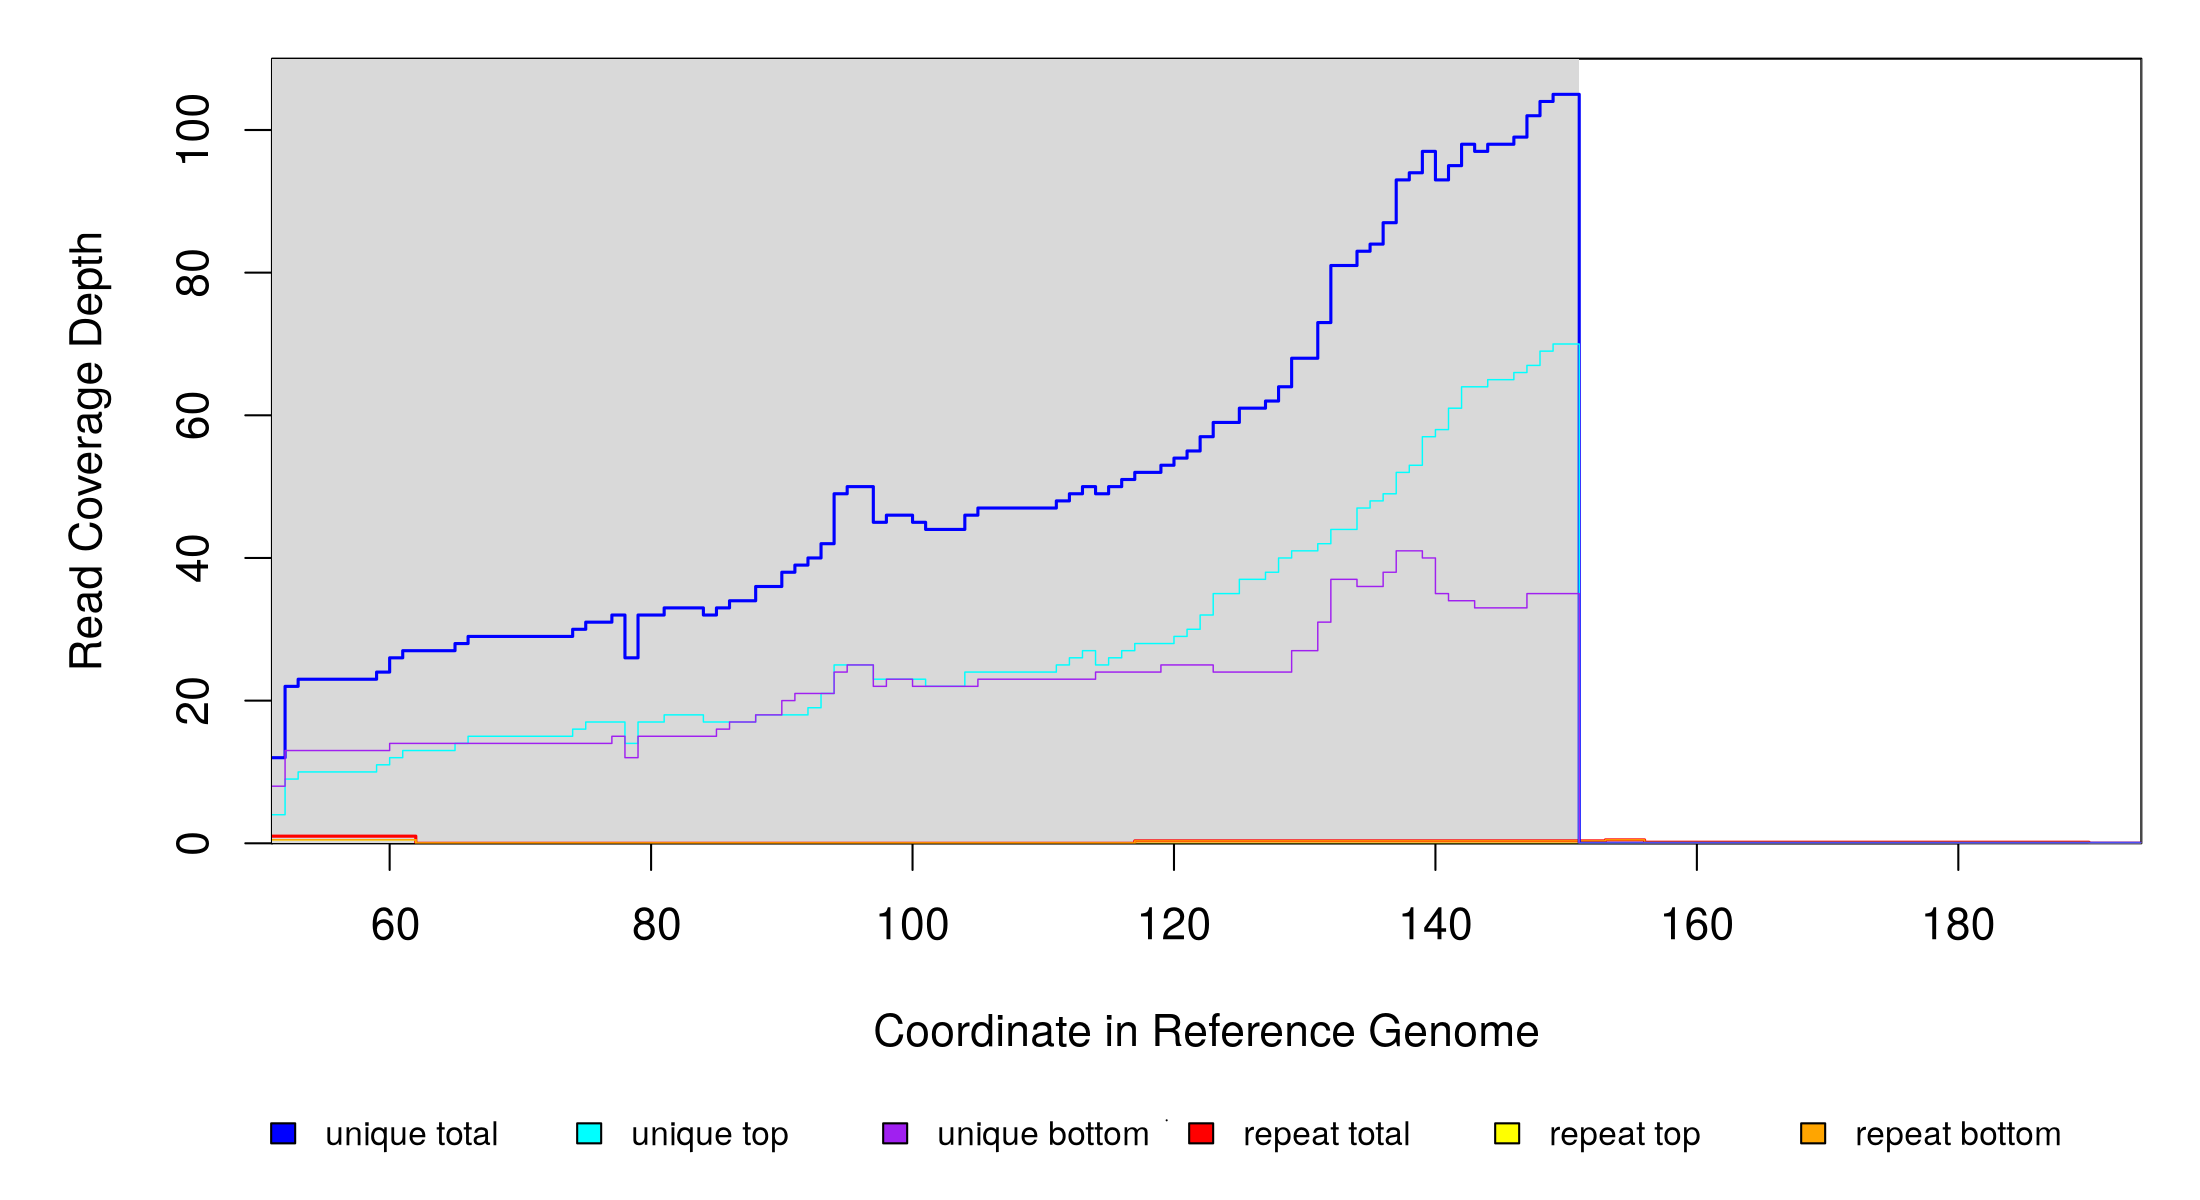 Read Coverage Depth
100
80
60
40
20
0
60 80 100 120 140 160 180
Coordinate in Reference Genome
unique total unique top unique bottom repeat total repeat top repeat bottom